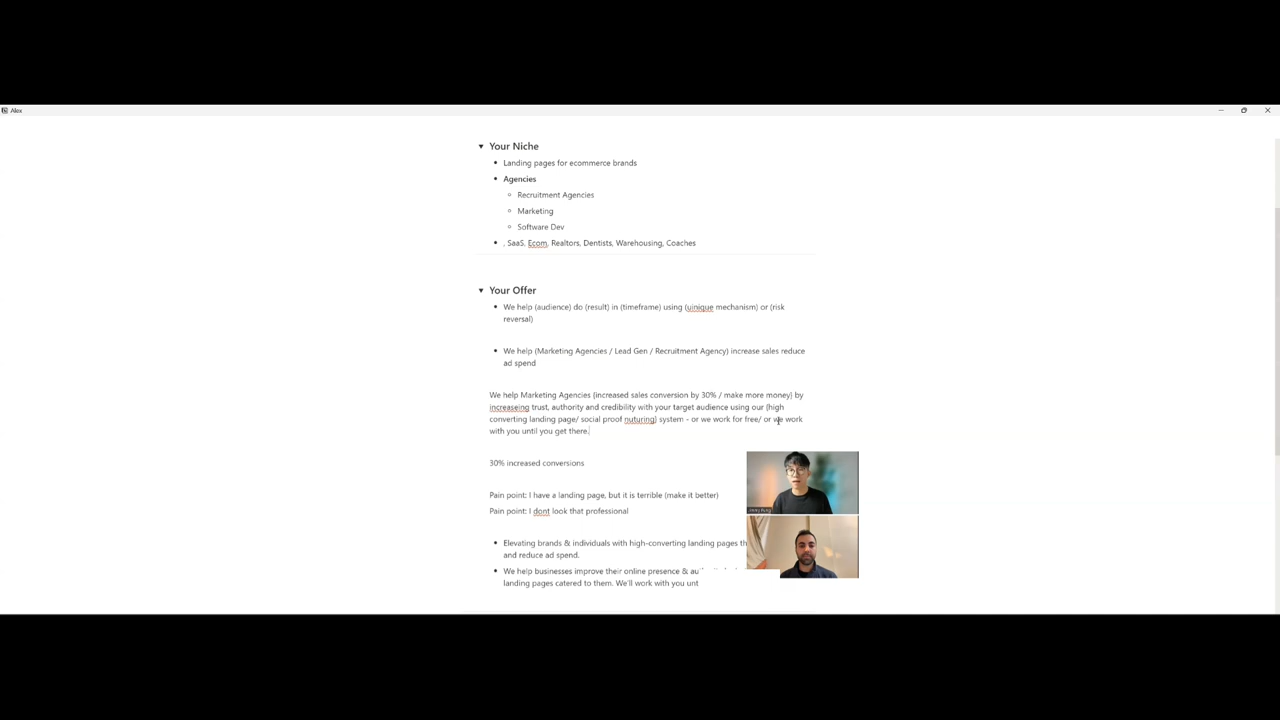 Alex
Your Niche
Landing pages for ecommerce brands
Agencies
Recruitment Agencies
Marketing
Software Dev
, SaaS, Ecom, Realtors, Dentists, Warehousing, Coaches
Your Offer
We help (audience) do (result) in (timeframe) using (uinique mechanism) or (risk
reversal)
We help (Marketing Agencies / Lead Gen / Recruitment Agency) increase sales reduce
ad spend
We help Marketing Agencies (increased sales conversion by 30% / make more money) by
increaseing trust, authority and credibility with your target audience using our (high
converting landing page/ social proof nuturing) system - or we work for free/ or we work
with you until you get there.
30% increased conversions
Pain point: I have a landing page, but it is terrible (make it better)
Pain point: I dont look that professional
Elevating brands & individuals with high-converting landing pages th
and reduce ad spend.
We help businesses improve their online presence & au
landing pages catered to them. We'll work with you unt